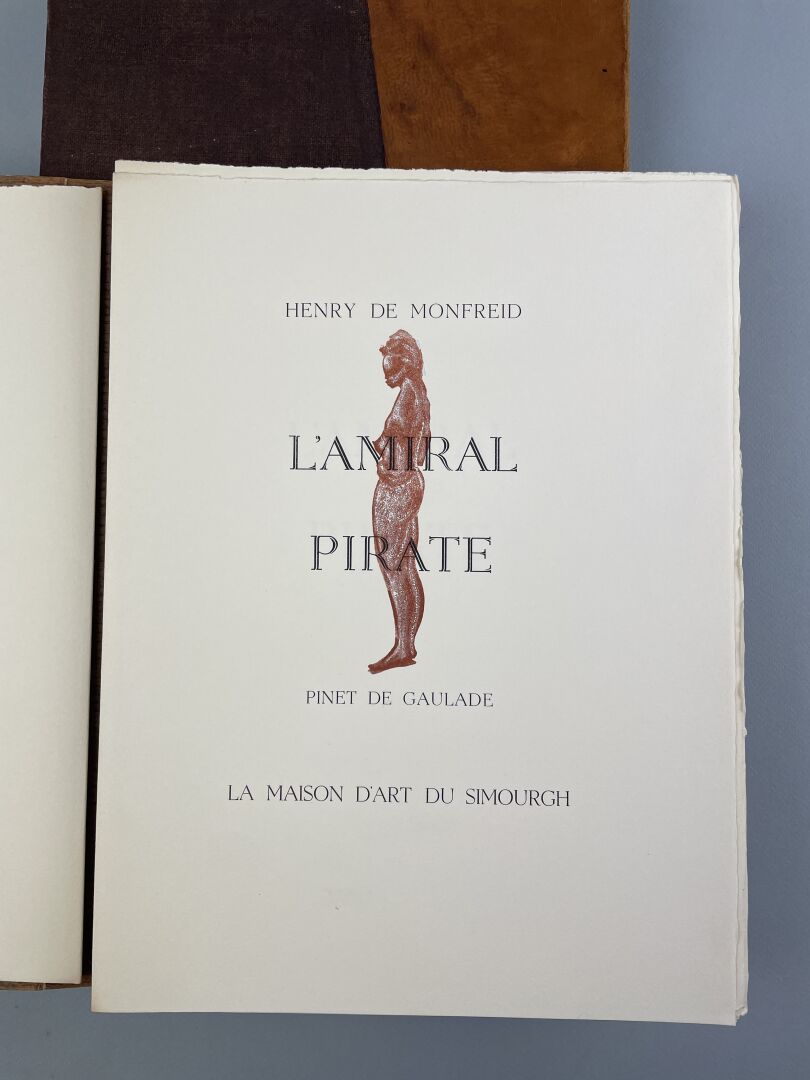 HENRY DE MONFREID
L'AMIRAL
PIRATE
PINET DE GAULADE
LA MAISON D'ART DU SIMOURGH